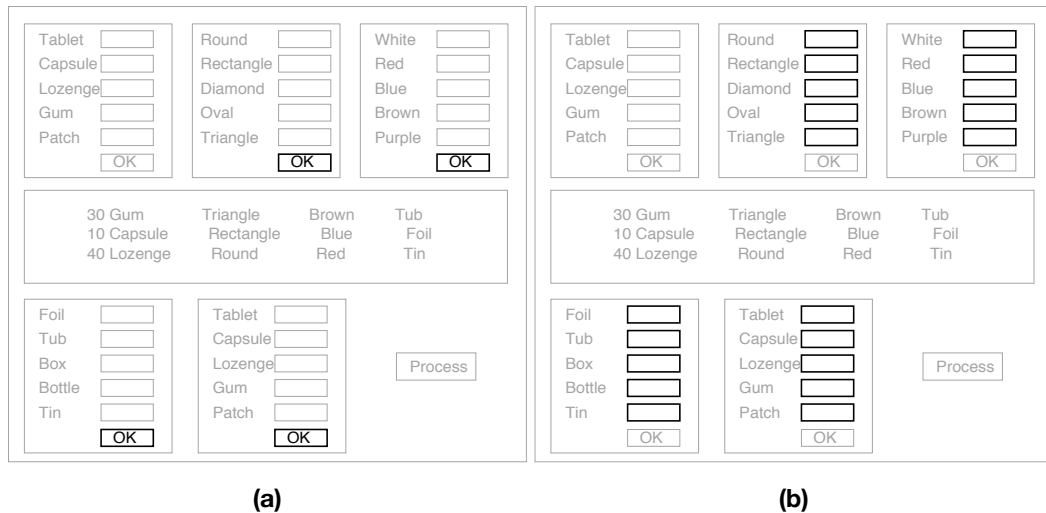 Tablet
Capsule
Lozenge
Gum
Patch
OK
Round
Rectangle
Diamond
Oval
Triangle
OK
White
Red
Blue
Brown
Purple
OK
30 Gum Triangle Brown Tub
10 Capsule Rectangle Blue Foil
40 Lozenge Round Red Tin
Foil
Tub
Box
Bottle
Tin
OK
Tablet
Capsule
Lozenge
Gum
Patch
OK
Process
(a)
Tablet
Capsule
Lozenge
Gum
Patch
OK
Round
Rectangle
Diamond
Oval
Triangle
OK
White
Red
Blue
Brown
Purple
OK
30 Gum Triangle Brown Tub
10 Capsule Rectangle Blue Foil
40 Lozenge Round Red Tin
Foil
Tub
Box
Bottle
Tin
OK
Tablet
Capsule
Lozenge
Gum
Patch
OK
Process
(b)